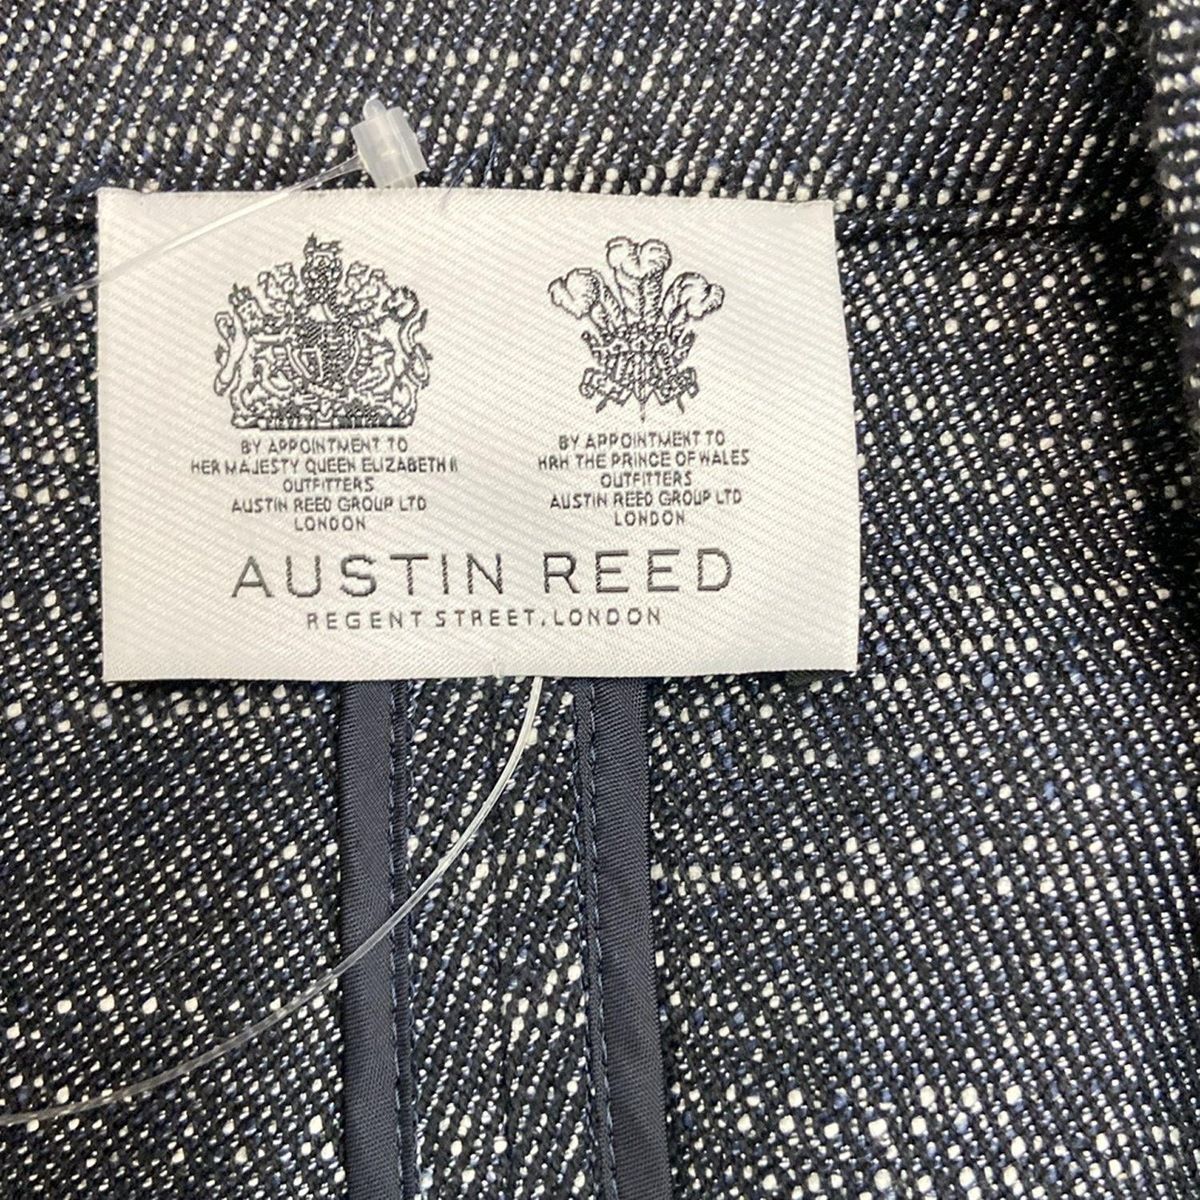 BY APPOINTMENT TO
HER MAJESTY QUEEN ELIZABETH II
OUTFITTERS
AUSTIN REED GROUP LTD
LONDON
BY APPOINTMENT TO
HRH THE PRINCE OF WALES
OUTFITTERS
AUSTIN REED GROUP LTD
LONDON
AUSTIN REED
REGENT STREET, LONDON